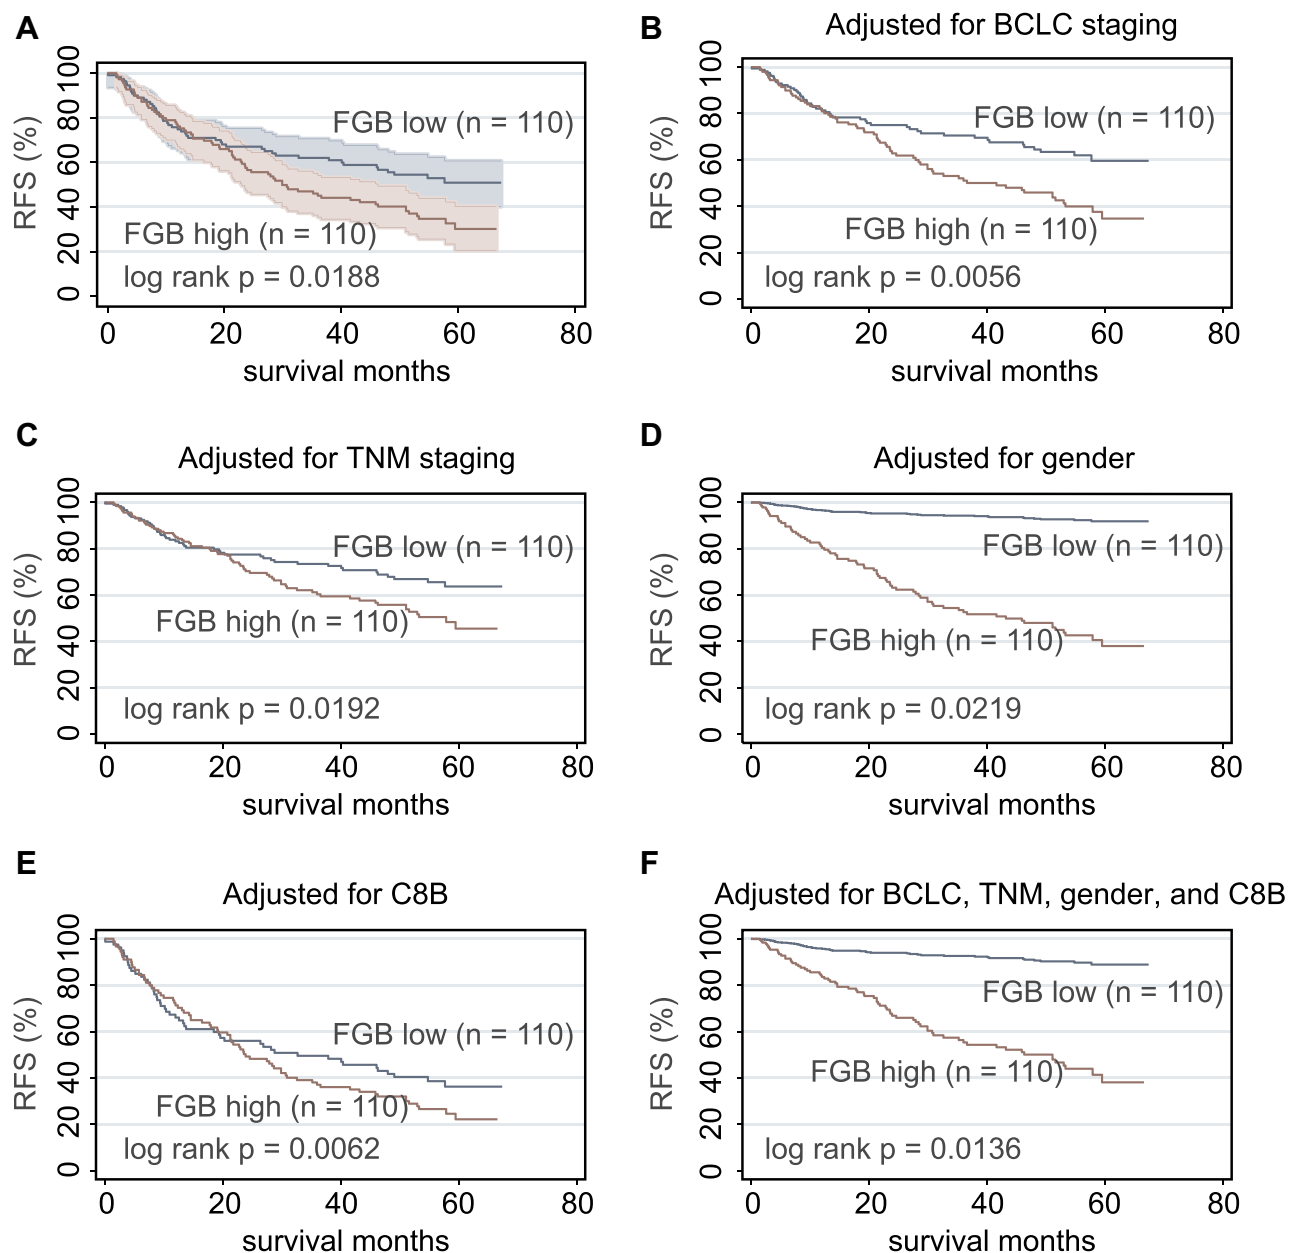 A
RFS (%)
100
80
60
40
20
0
FGB low (n = 110)
FGB high (n = 110)
log rank p = 0.0188
0 20 40 60 80
survival months
B
Adjusted for BCLC staging
RFS (%)
100
80
60
40
20
0
FGB low (n = 110)
FGB high (n = 110)
log rank p = 0.0056
0 20 40 60 80
survival months
C
Adjusted for TNM staging
RFS (%)
100
80
60
40
20
0
FGB low (n = 110)
FGB high (n = 110)
log rank p = 0.0192
0 20 40 60 80
survival months
D
Adjusted for gender
RFS (%)
100
80
60
40
20
0
FGB low (n = 110)
FGB high (n = 110)
log rank p = 0.0219
0 20 40 60 80
survival months
E
Adjusted for C8B
RFS (%)
100
80
60
40
20
0
FGB low (n = 110)
FGB high (n = 110)
log rank p = 0.0062
0 20 40 60 80
survival months
F
Adjusted for BCLC, TNM, gender, and C8B
RFS (%)
100
80
60
40
20
0
FGB low (n = 110)
FGB high (n = 110)
log rank p = 0.0136
0 20 40 60 80
survival months